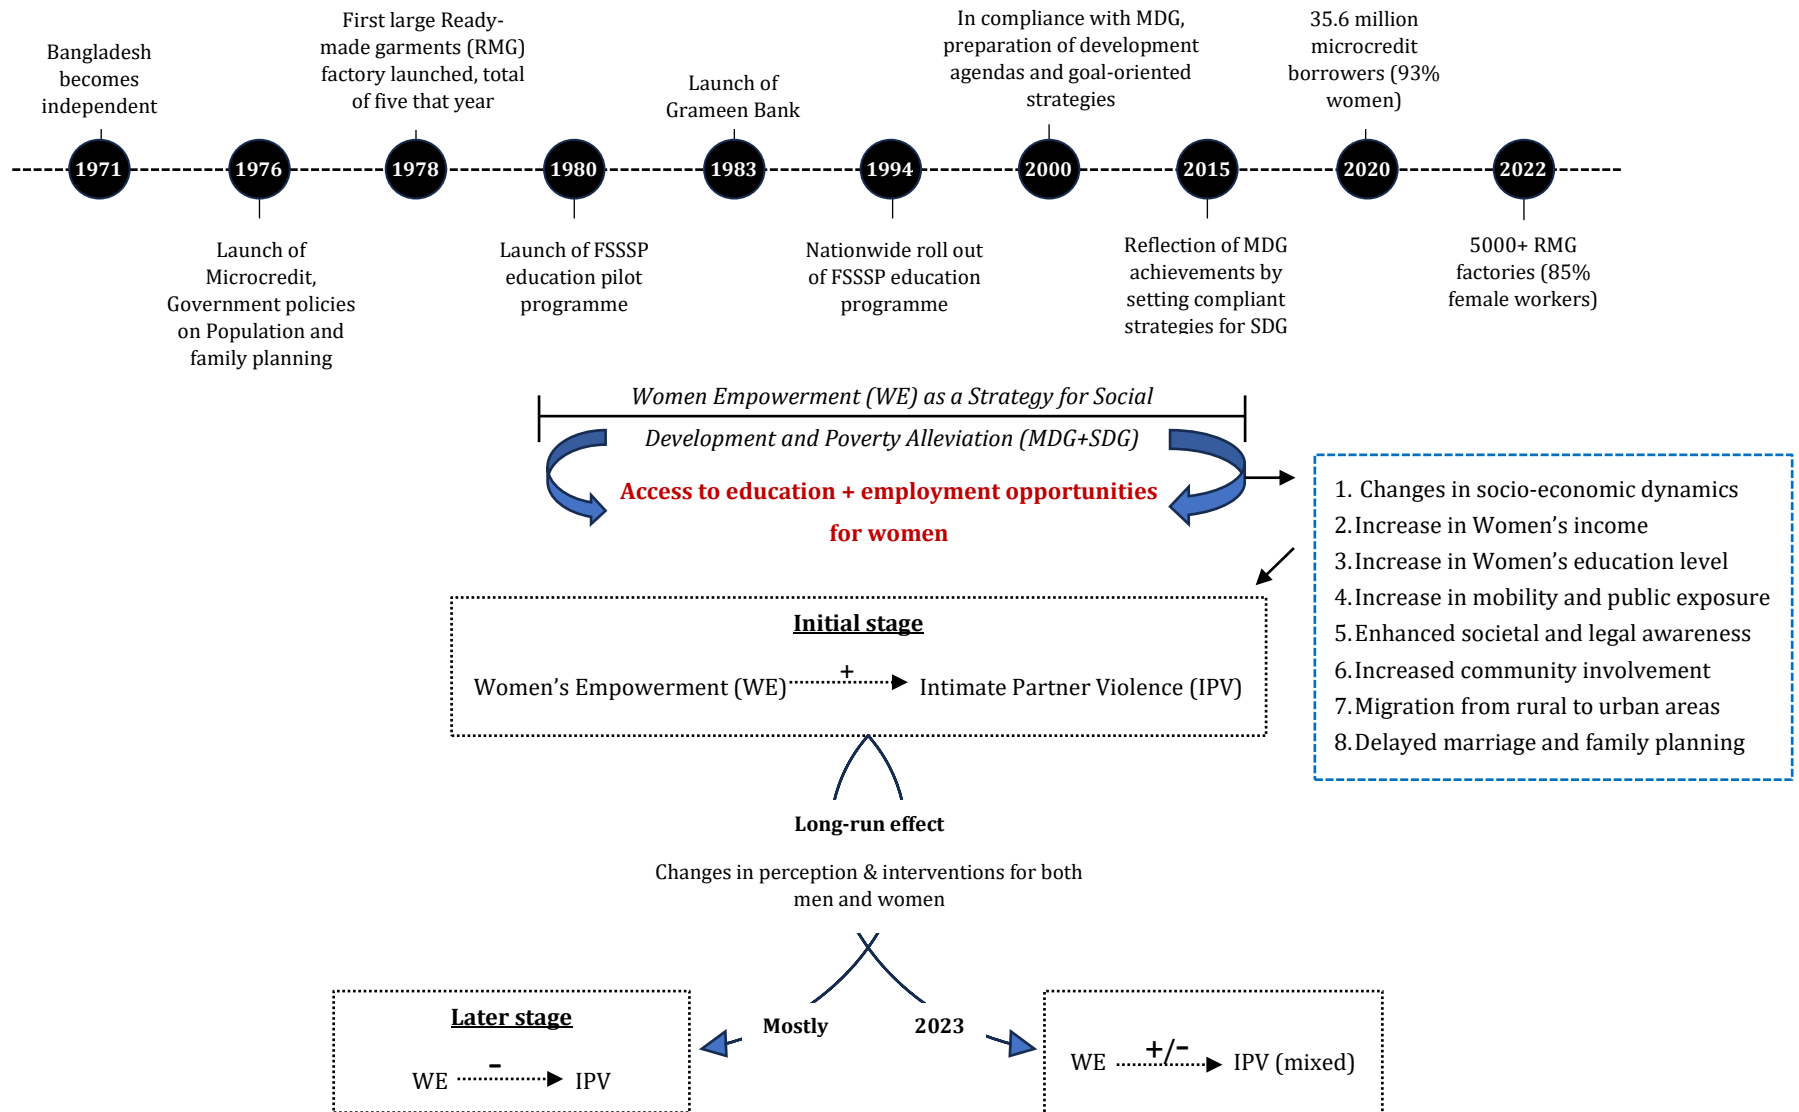 Bangladesh
becomes
independent
First large Ready-
made garments (RMG)
factory launched, total
of five that year
Launch of
Grameen Bank
In compliance with MDG,
preparation of development
agendas and goal-oriented
strategies
35.6 million
microcredit
borrowers (93%
women)
1971
1976
1978
1980
1983
1994
2000
2015
2020
2022
Launch of
Microcredit,
Government policies
on Population and
family planning
Launch of FSSSP
education pilot
programme
Nationwide roll out
of FSSSP education
programme
Reflection of MDG
achievements by
setting compliant
strategies for SDG
5000+ RMG
factories (85%
female workers)
Women Empowerment (WE) as a Strategy for Social
Development and Poverty Alleviation (MDG+SDG)
Access to education + employment opportunities
for women
1. Changes in socio-economic dynamics
2. Increase in Women’s income
3. Increase in Women’s education level
4. Increase in mobility and public exposure
5. Enhanced societal and legal awareness
6. Increased community involvement
7. Migration from rural to urban areas
8. Delayed marriage and family planning
Initial stage
Women’s Empowerment (WE) + Intimate Partner Violence (IPV)
Long-run effect
Changes in perception & interventions for both
men and women
Mostly
2023
Later stage
WE - IPV
WE +/- IPV (mixed)